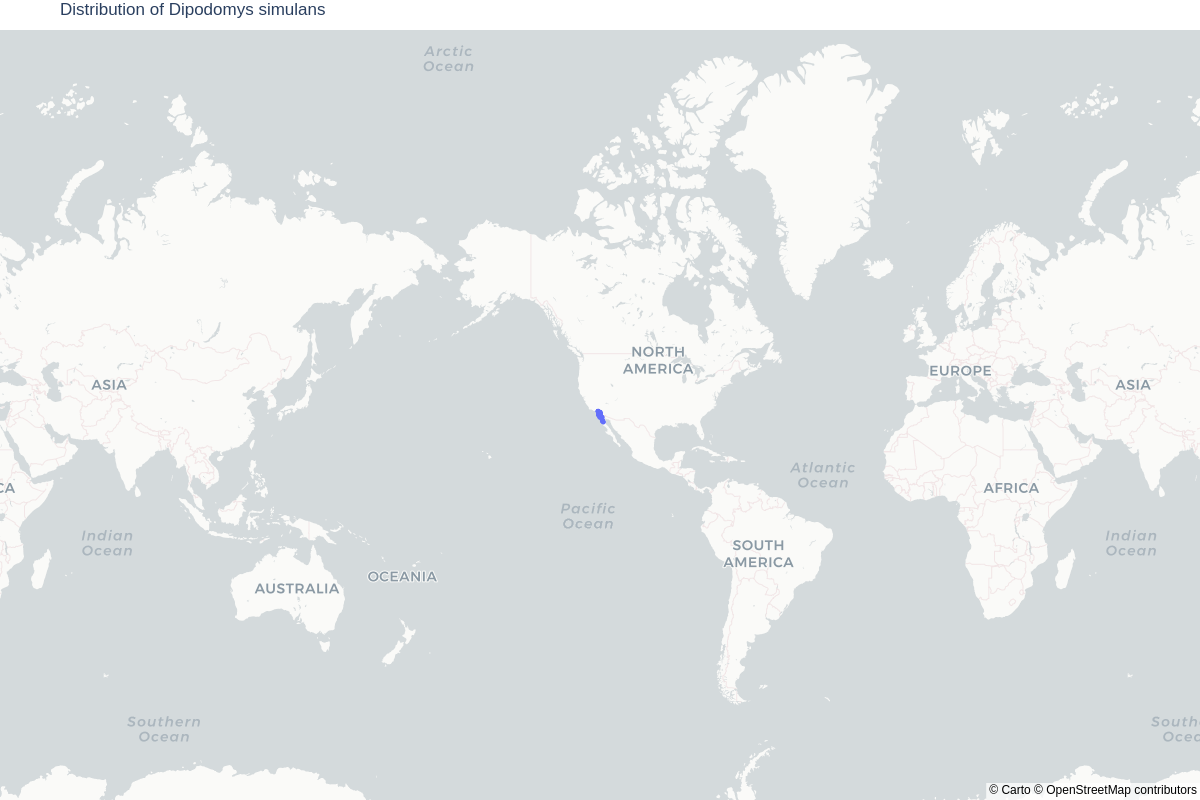 Distribution of Dipodomys simulans
Arctic
Ocean
NORTH
AMERICA
EUROPE
ASIA
ASIA
Atlantic
Ocean
CA
AFRICA
Pacific
Ocean
Indian
Ocean
Indian
Ocean
SOUTH
AMERICA
OCEANIA
AUSTRALIA
Southern
Ocean
South
Ocea
© Carto © OpenStreetMap contributors